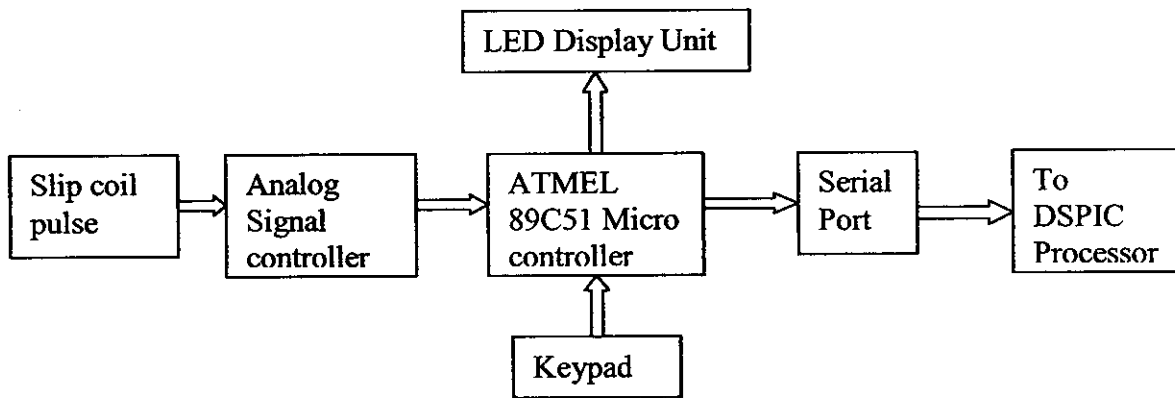 LED Display Unit
Slip coil
pulse
Analog
Signal
controller
ATMEL
89C51 Micro
controller
Serial
Port
To
DSPIC
Processor
Keypad